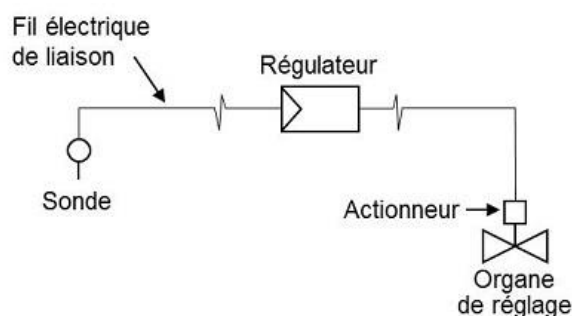 Fil électrique
de liaison
Régulateur
Sonde
Actionneur
Organe
de réglage